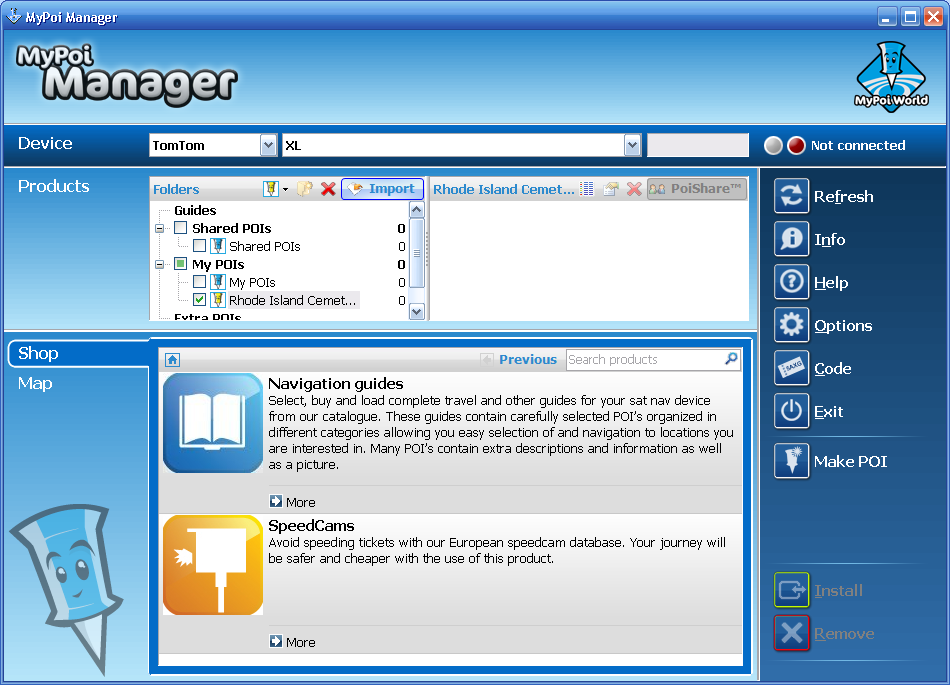 MyPoi Manager
MyPoi
Manager
MyPoiWorld
Device
TomTom
XL
Not connected
Products
Folders
Import
Rhode Island Cemet...
PoiShare™
Guides
Shared POIs 0
Shared POIs 0
My POIs 0
My POIs 0
Rhode Island Cemet... 0
Extra POIs
Refresh
Info
Help
Options
Code
Exit
Make POI
Install
Remove
Shop
Map
Previous
Search products
Navigation guides
Select, buy and load complete travel and other guides for your sat nav device
from our catalogue. These guides contain carefully selected POI's organized in
different categories allowing you easy selection of and navigation to locations you
are interested in. Many POI's contain extra descriptions and information as well
as a picture.
More
SpeedCams
Avoid speeding tickets with our European speedcam database. Your journey will
be safer and cheaper with the use of this product.
More